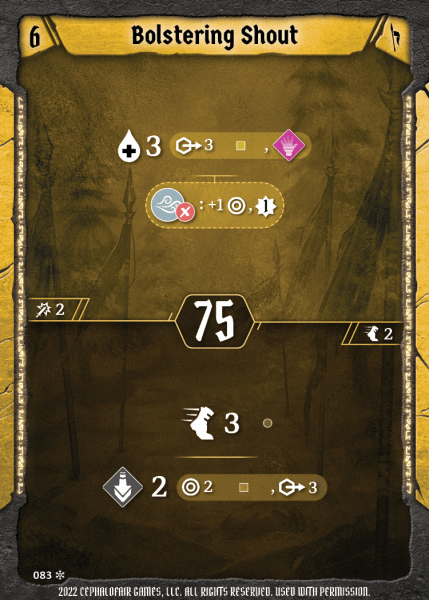 6 Bolstering Shout
3 3 ,
: +1 ,
2
75
2
3
2 2 , 3
083
2022 CEPHALOFAIR GAMES, LLC. ALL RIGHTS RESERVED. USED WITH PERMISSION.